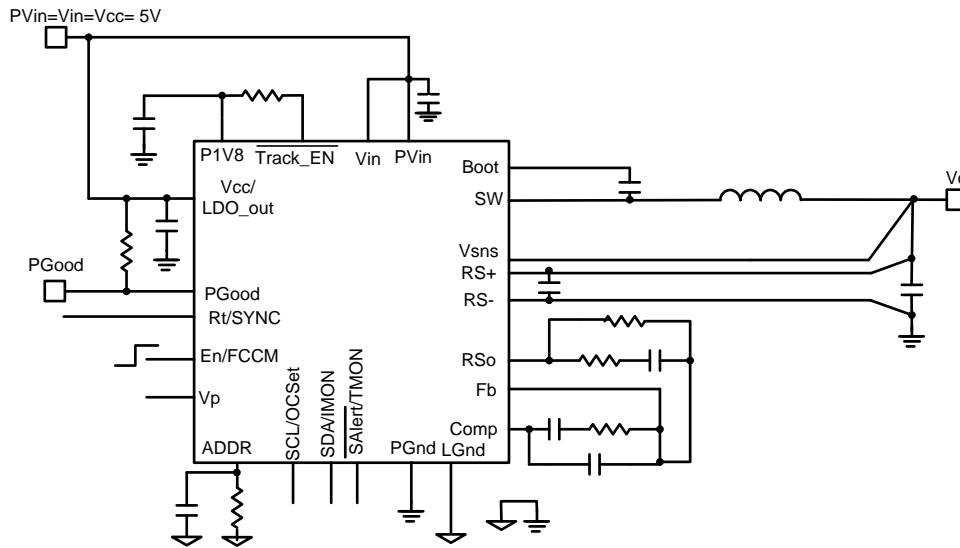 PVin=Vin=Vcc= 5V
P1V8
Track_EN
Vin
PVin
Vcc/
LDO_out
Boot
SW
Vsns
RS+
RS-
PGood
PGood
Rt/SYNC
En/FCCM
Vp
RSo
Fb
Comp
ADDR
SCL/OCSet
SDA/IMON
SAlert/TMON
PGnd
LGnd